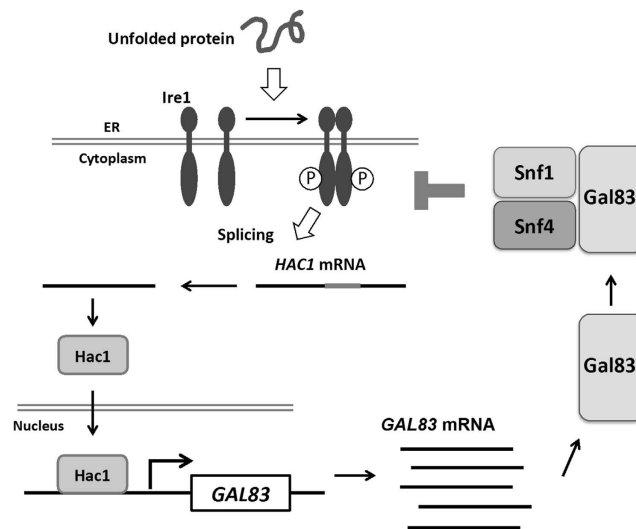 Unfolded protein
Ire1
ER
Cytoplasm
P
P
Snf1
Gal83
Snf4
Splicing
HAC1 mRNA
Hac1
Gal83
Nucleus
GAL83 mRNA
Hac1
GAL83